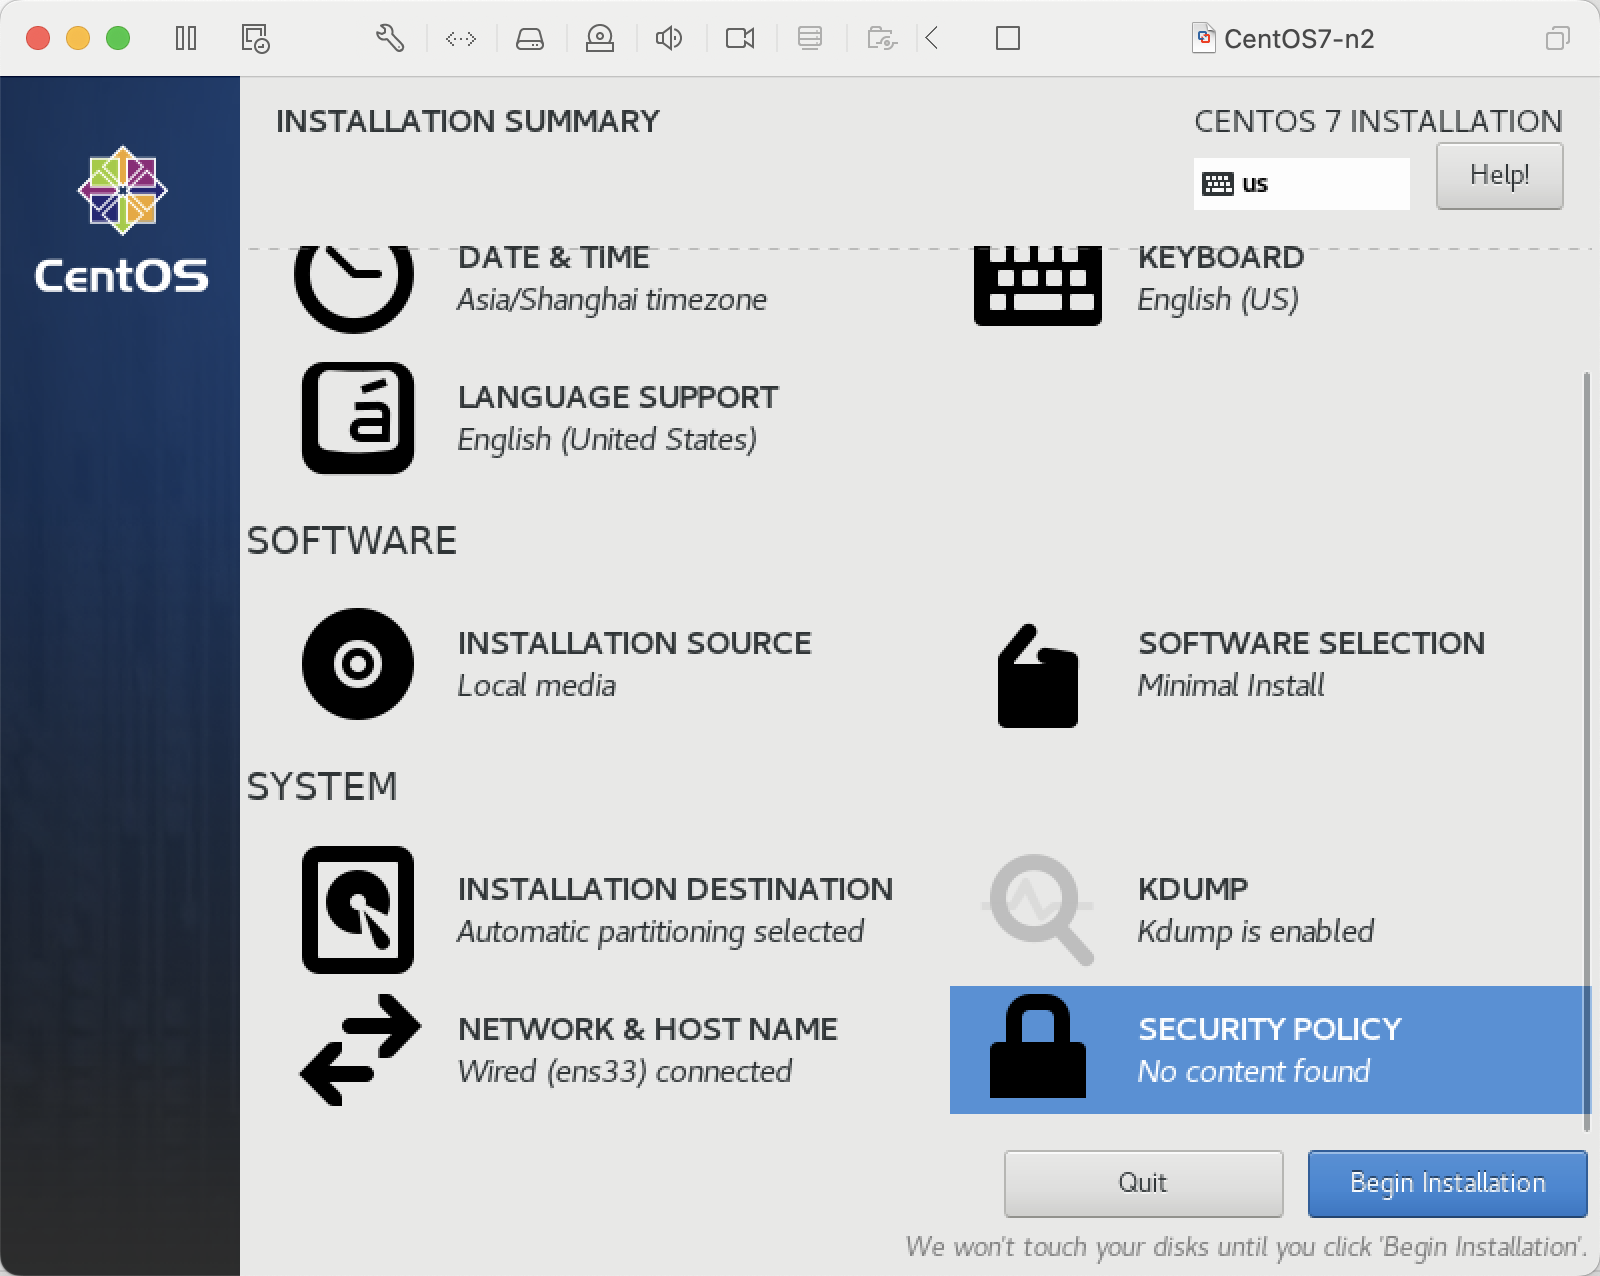 CentOS7-n2
INSTALLATION SUMMARY
CENTOS 7 INSTALLATION
us
Help!
CentOS
DATE & TIME
Asia/Shanghai timezone
KEYBOARD
English (US)
á
LANGUAGE SUPPORT
English (United States)
SOFTWARE
INSTALLATION SOURCE
Local media
SOFTWARE SELECTION
Minimal Install
SYSTEM
INSTALLATION DESTINATION
Automatic partitioning selected
KDUMP
Kdump is enabled
NETWORK & HOST NAME
Wired (ens33) connected
SECURITY POLICY
No content found
Quit
Begin Installation
We won't touch your disks until you click 'Begin Installation'.